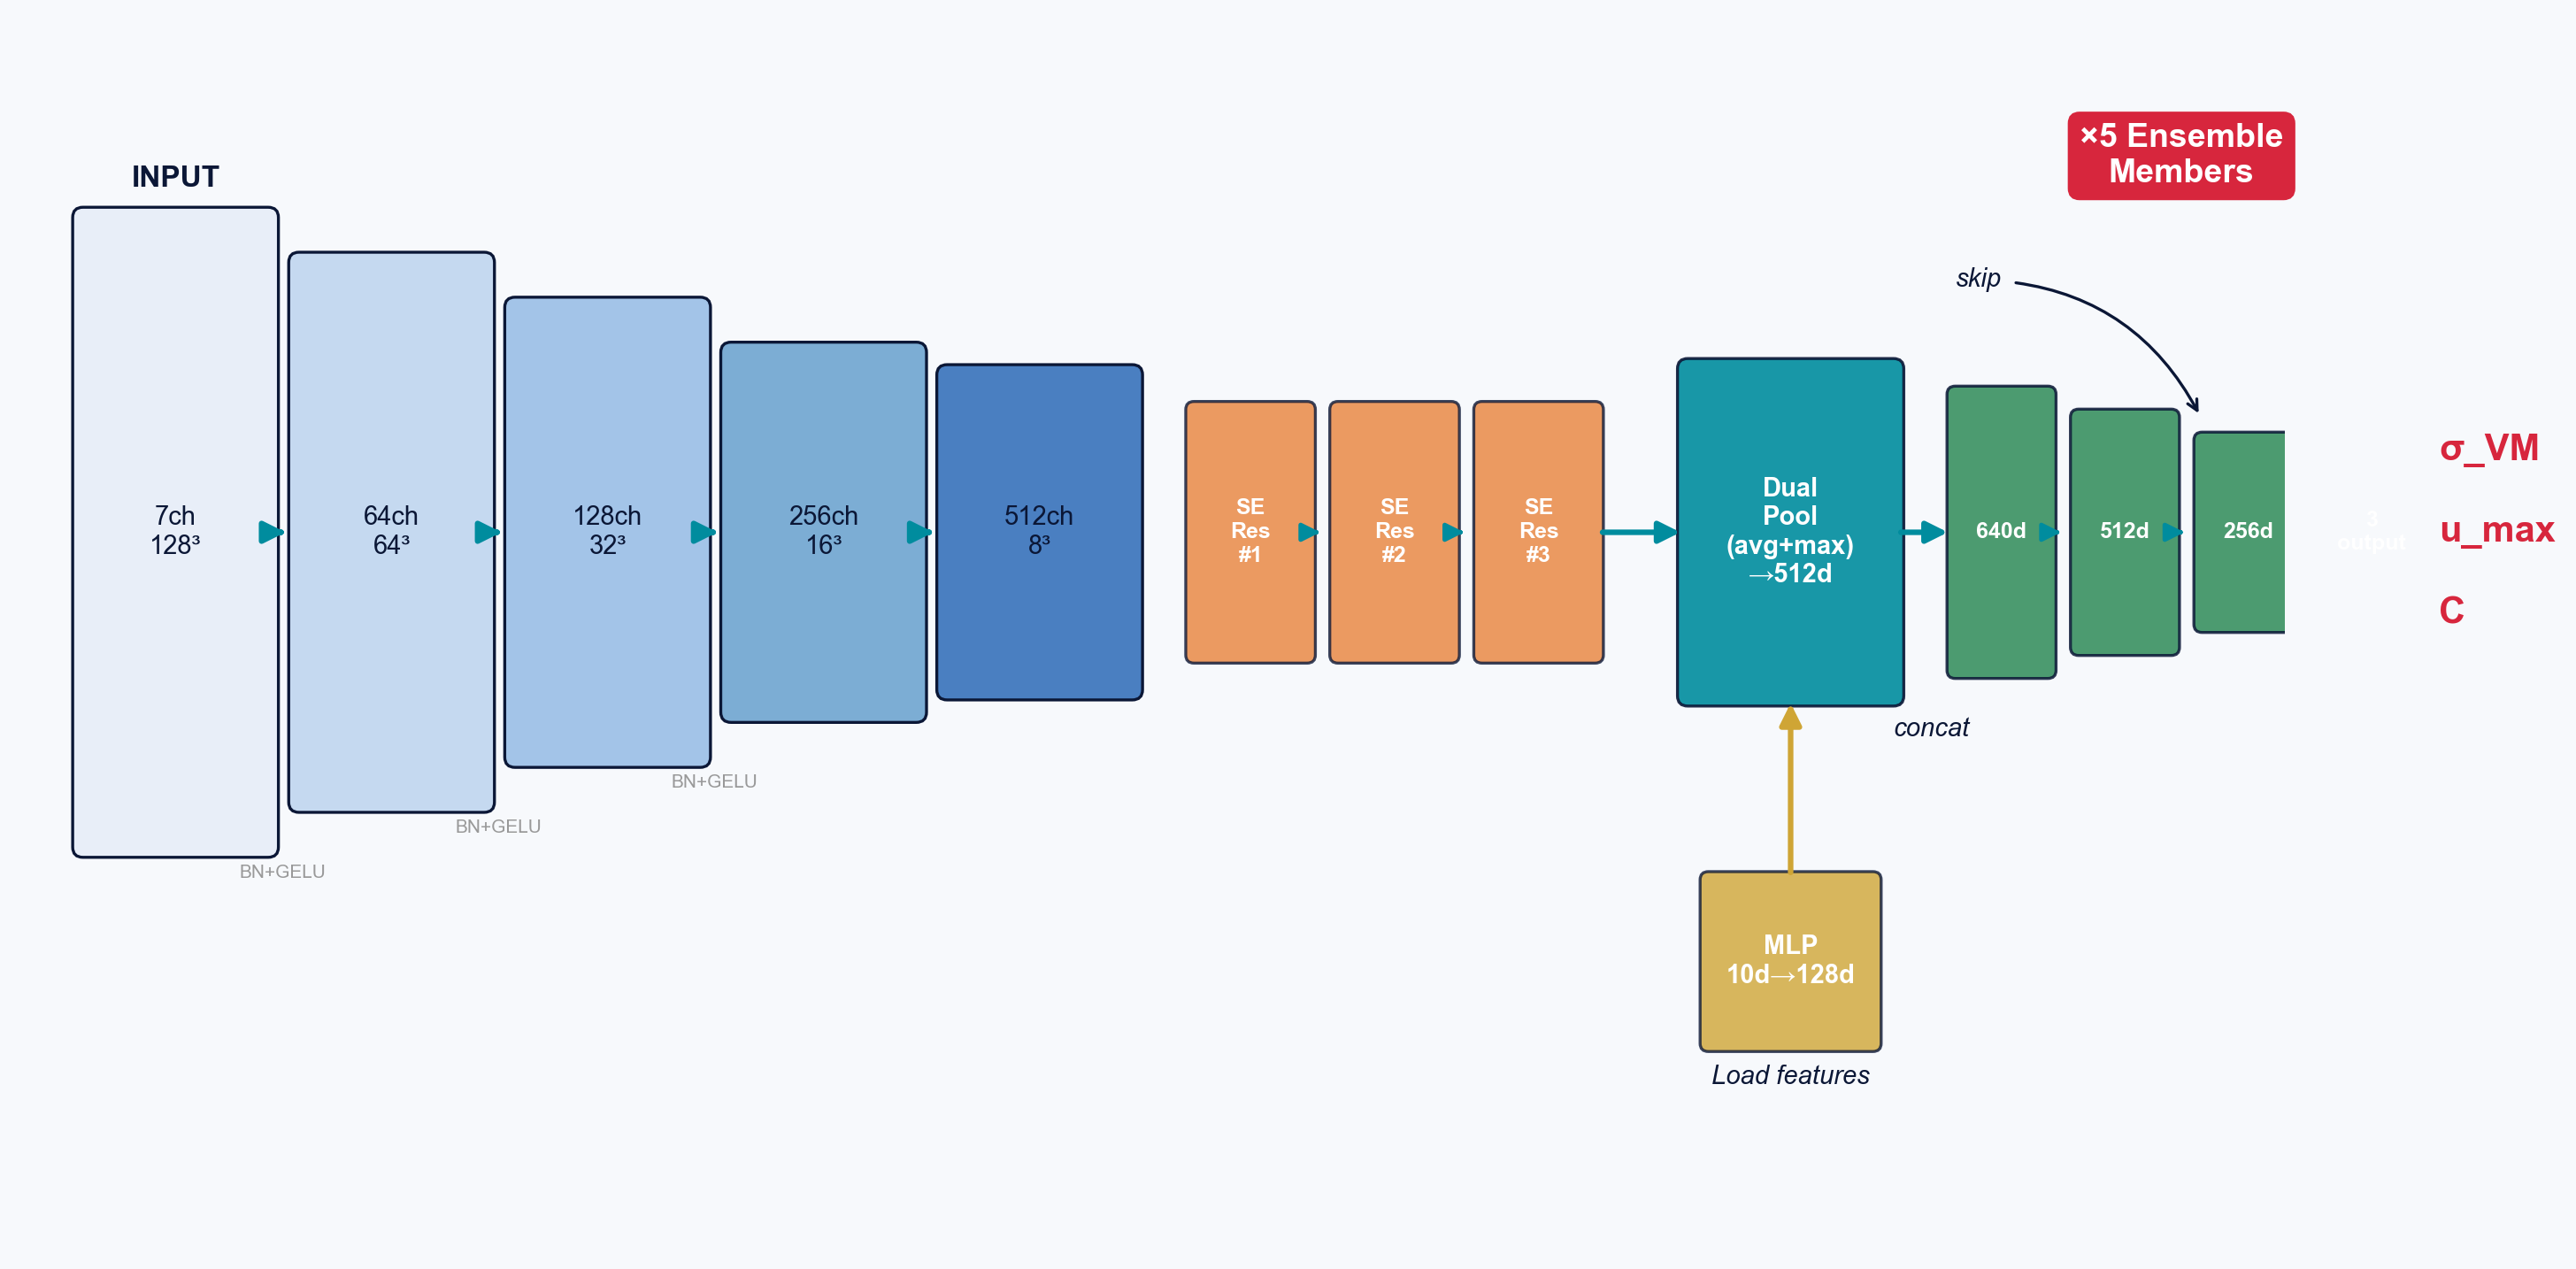 ×5 Ensemble
Members
INPUT
skip
7ch
128³
64ch
64³
128ch
32³
256ch
16³
512ch
8³
SE
Res
#1
SE
Res
#2
SE
Res
#3
Dual
Pool
(avg+max)
→512d
640d
512d
256d
3
output
σ_VM
u_max
C
concat
BN+GELU
BN+GELU
BN+GELU
MLP
10d→128d
Load features